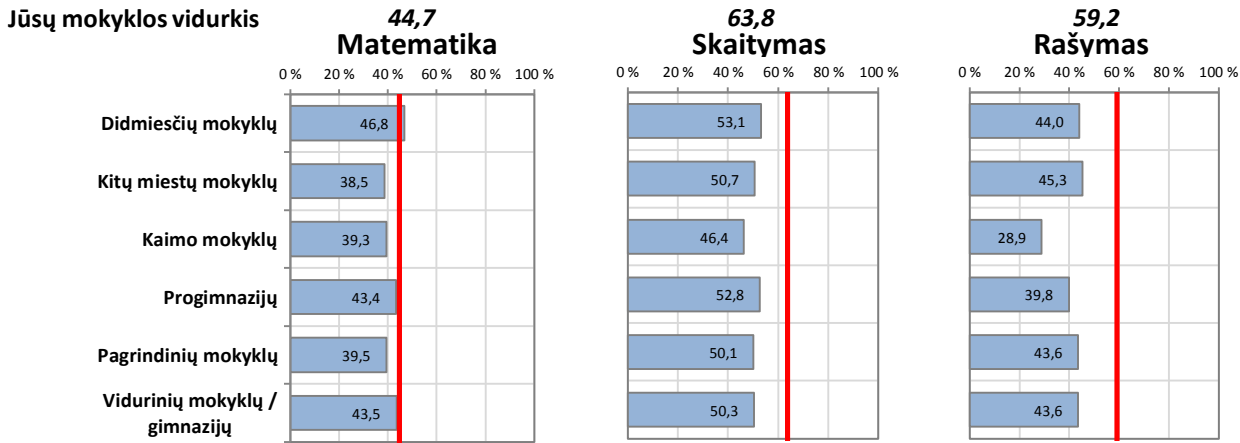 Jūsų mokyklos vidurkis 44,7 63,8 59,2
Matematika Skaitymas Rašymas
0 % 20 % 40 % 60 % 80 % 100 % 0 % 20 % 40 % 60 % 80 % 100 % 0 % 20 % 40 % 60 % 80 % 100 %
Didmiesčių mokyklų 46,8 53,1 44,0
Kitų miestų mokyklų 38,5 50,7 45,3
Kaimo mokyklų 39,3 46,4 28,9
Progimnazijų 43,4 52,8 39,8
Pagrindinių mokyklų 39,5 50,1 43,6
Vidurinių mokyklų /
gimnazijų 43,5 50,3 43,6